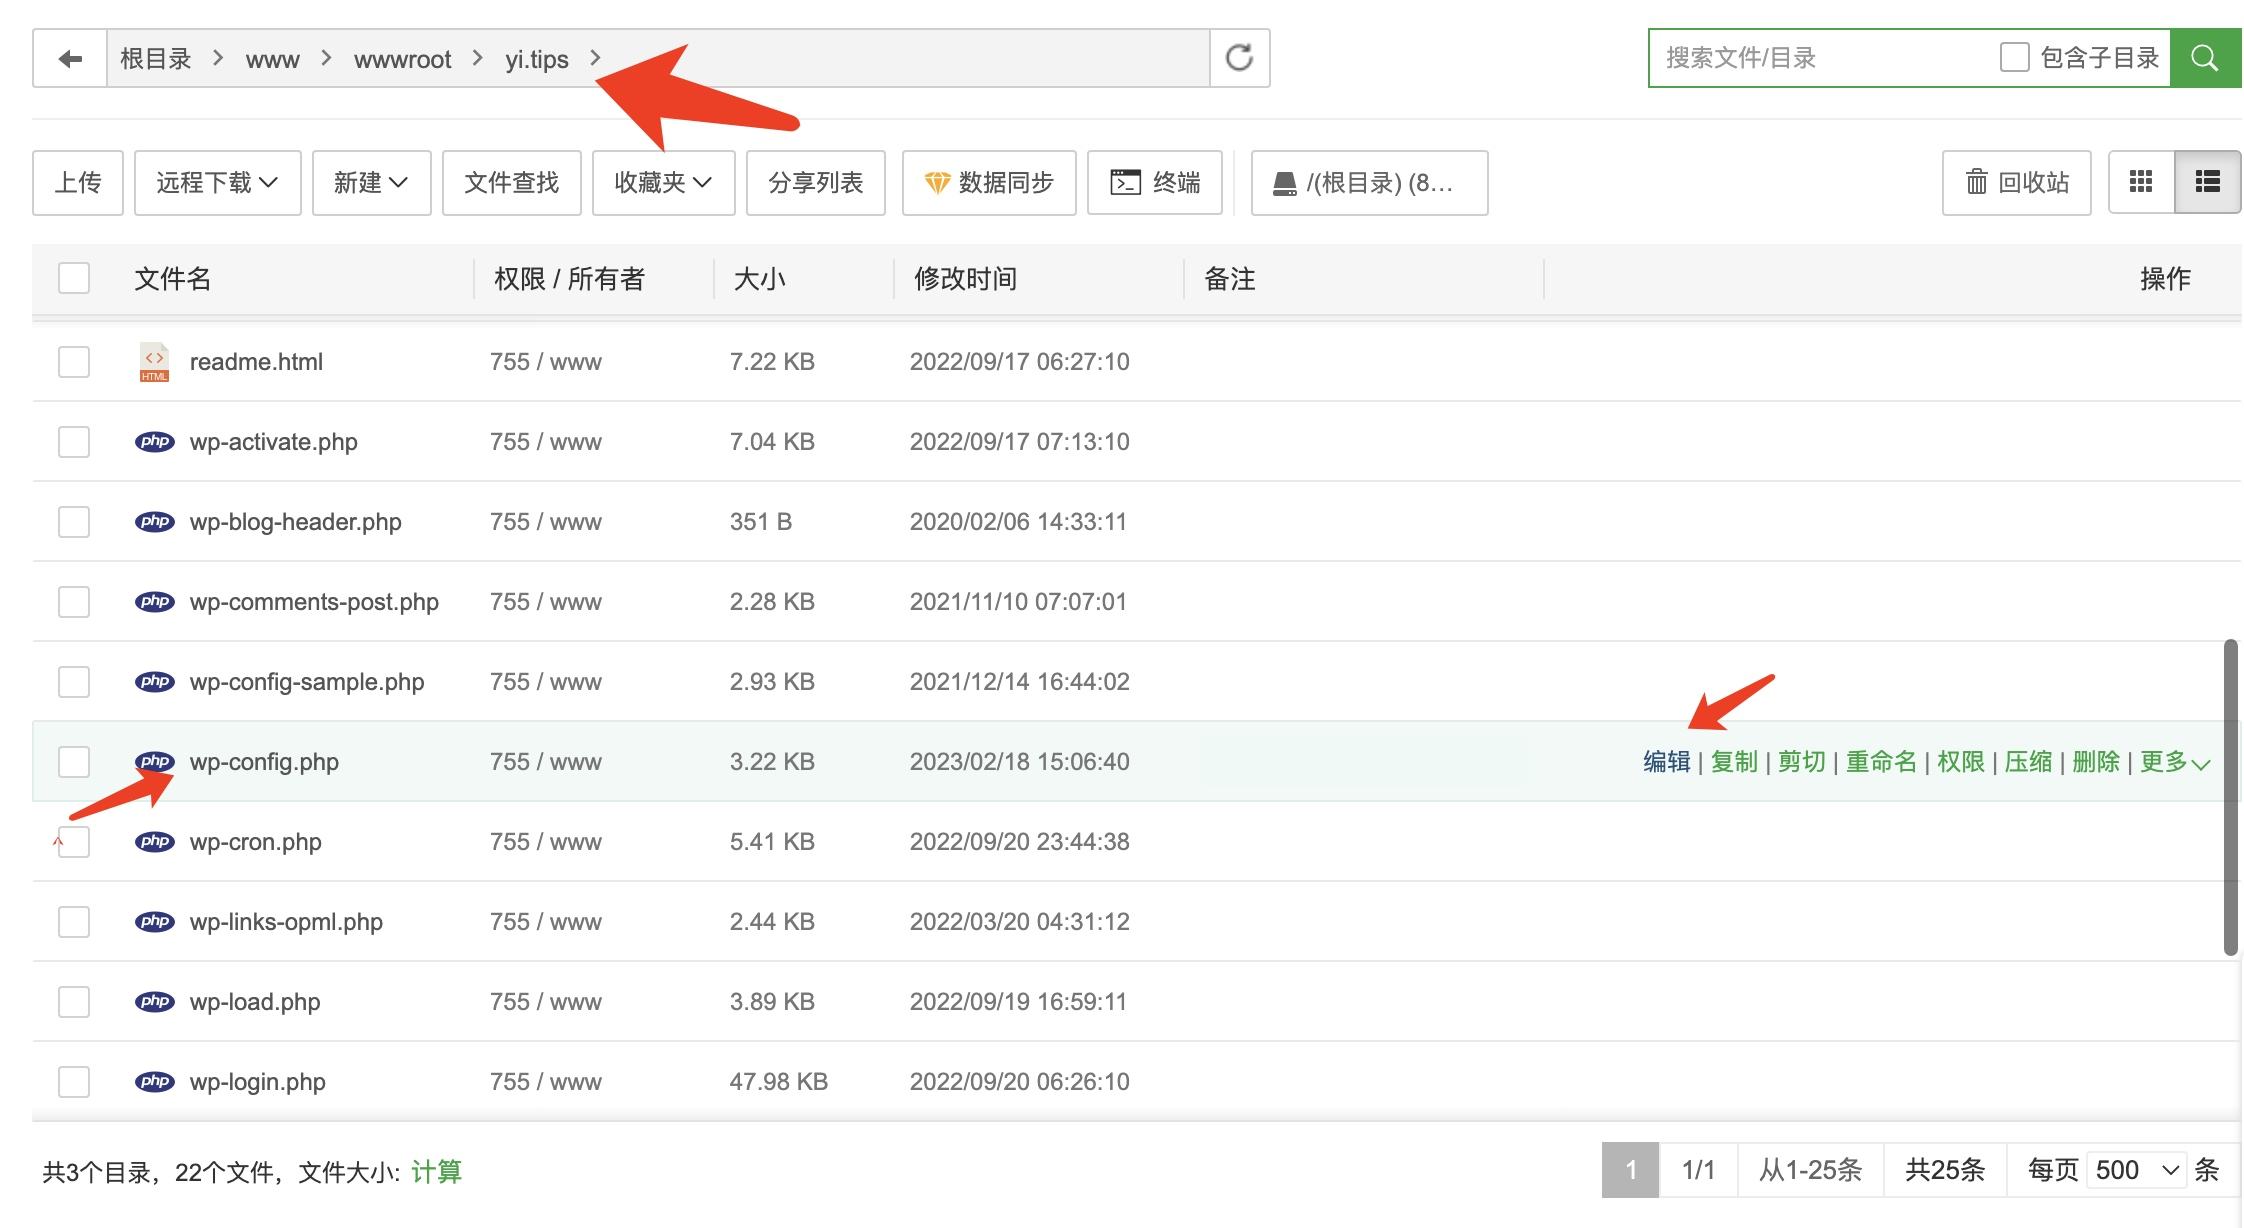 根目录 > www > wwwroot > yi.tips >
搜索文件/目录 包含子目录
上传 远程下载 新建 文件查找 收藏夹 分享列表 数据同步 终端 /(根目录) (8... 回收站
文件名 权限 / 所有者 大小 修改时间 备注 操作
HTML readme.html 755 / www 7.22 KB 2022/09/17 06:27:10
php wp-activate.php 755 / www 7.04 KB 2022/09/17 07:13:10
php wp-blog-header.php 755 / www 351 B 2020/02/06 14:33:11
php wp-comments-post.php 755 / www 2.28 KB 2021/11/10 07:07:01
php wp-config-sample.php 755 / www 2.93 KB 2021/12/14 16:44:02
php wp-config.php 755 / www 3.22 KB 2023/02/18 15:06:40 编辑 | 复制 | 剪切 | 重命名 | 权限 | 压缩 | 删除 | 更多
php wp-cron.php 755 / www 5.41 KB 2022/09/20 23:44:38
php wp-links-opml.php 755 / www 2.44 KB 2022/03/20 04:31:12
php wp-load.php 755 / www 3.89 KB 2022/09/19 16:59:11
php wp-login.php 755 / www 47.98 KB 2022/09/20 06:26:10
共3个目录，22个文件，文件大小: 计算 1 1/1 从1-25条 共25条 每页 500 条